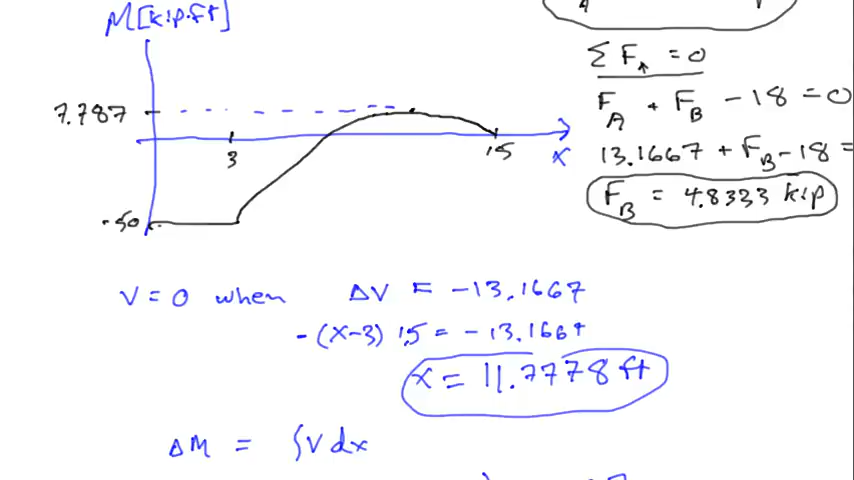 M[kip.ft]
7.787
3
15
x
-50
ΣF = 0
F_A + F_B - 18 = 0
13.1667 + F_B - 18 =
F_B = 4.8333 kip
V = 0 when ΔV = -13.1667
-(x-3) 1.5 = -13.1667
x = 11.7778 ft
ΔM = ∫V dx